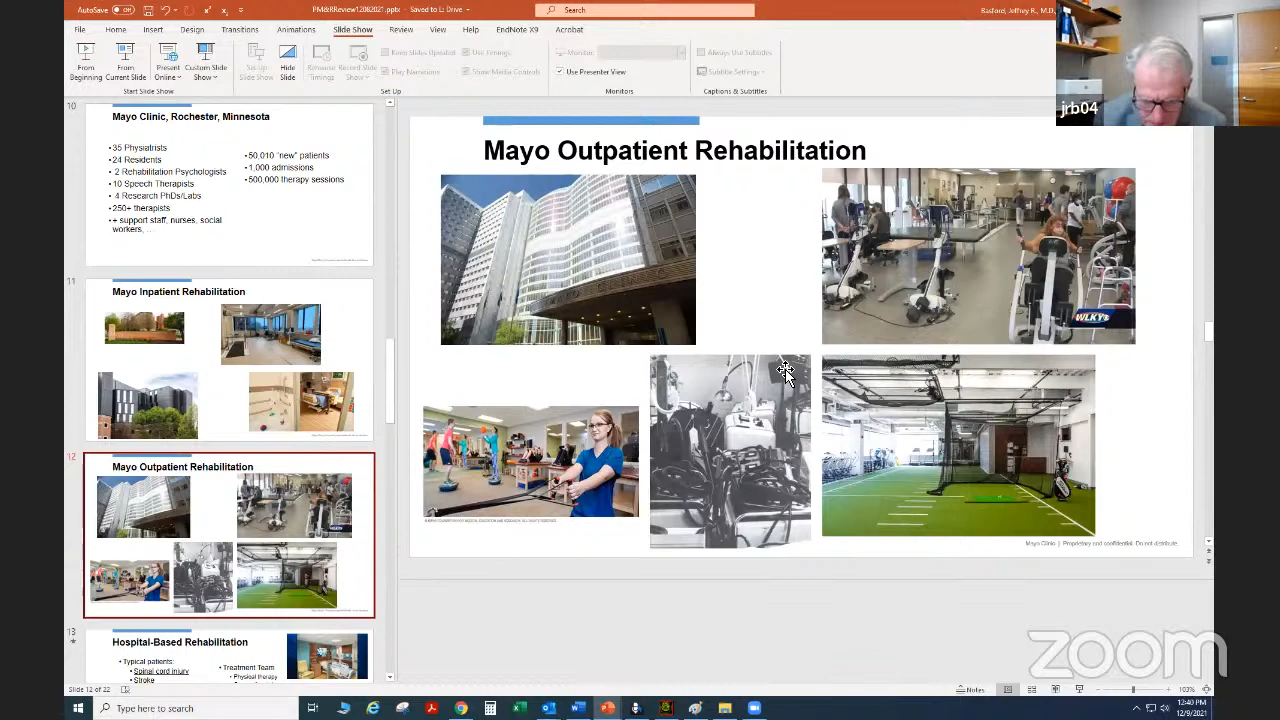 AutoSave Off
PM&RReview12082021.pptx - Saved to L: Drive
Search
Basford, Jeffrey R., M.D.,
File Home Insert Design Transitions Animations Slide Show Review View Help EndNote X9 Acrobat
From Beginning
From Current Slide
Present Online
Custom Slide Show
Set Up Slide Show
Hide Slide
Rehearse Timings
Record Slide Show
Keep Slides Updated
Play Narrations
Use Timings
Show Media Controls
Monitor:
Use Presenter View
Always Use Subtitles
Subtitle Settings
Start Slide Show
Set Up
Monitors
Captions & Subtitles
jrb04
10
Mayo Clinic, Rochester, Minnesota
•35 Physiatrists
•24 Residents
• 2 Rehabilitation Psychologists
•10 Speech Therapists
• 4 Research PhDs/Labs
•250+ therapists
•+ support staff, nurses, social
workers, …
•50,010 "new" patients
•1,000 admissions
•500,000 therapy sessions
11
Mayo Inpatient Rehabilitation
12
Mayo Outpatient Rehabilitation
13
Hospital-Based Rehabilitation
• Typical patients:
• Spinal cord injury
• Stroke
• Treatment Team
• Physical therapy
Mayo Outpatient Rehabilitation
MAYO CLINIC
WLKY
Mayo Clinic | Proprietary and confidential. Do not distribute.
zoom
Slide 12 of 22
Notes
103%
Type here to search
12:40 PM
12/9/2021